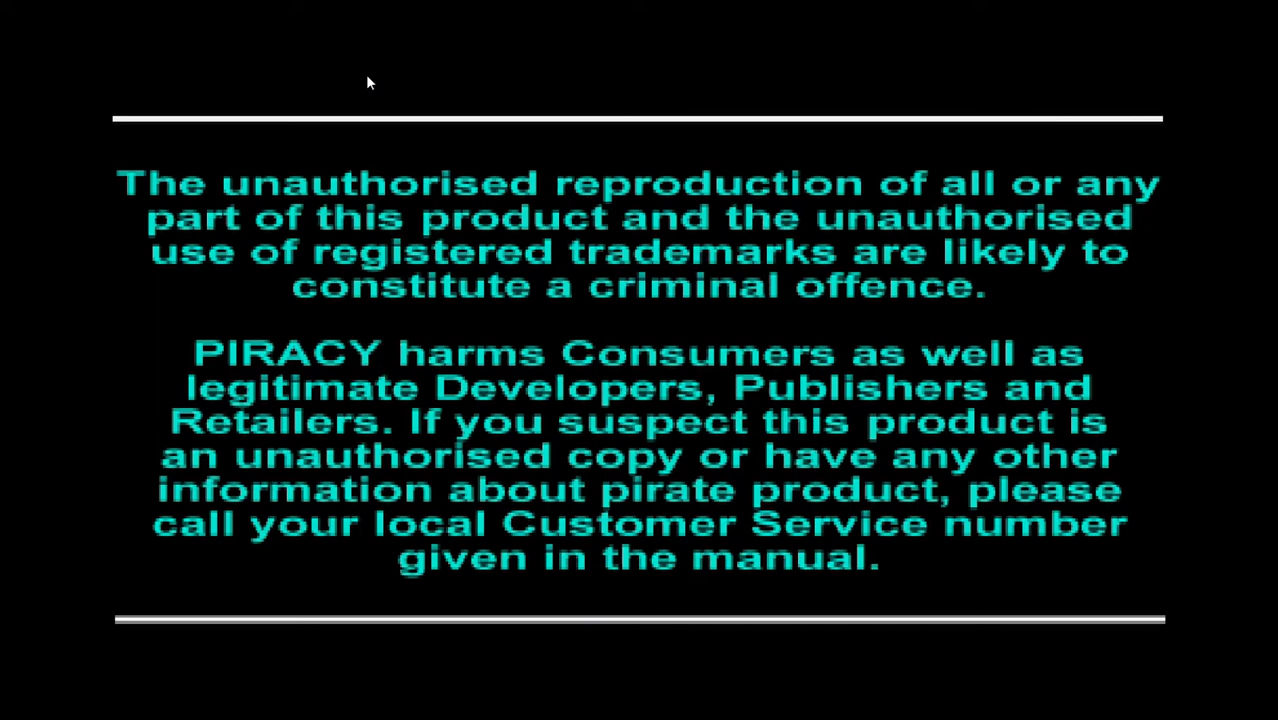 The unauthorised reproduction of all or any
part of this product and the unauthorised
use of registered trademarks are likely to
constitute a criminal offence.
PIRACY harms Consumers as well as
legitimate Developers, Publishers and
Retailers. If you suspect this product is
an unauthorised copy or have any other
information about pirate product, please
call your local Customer Service number
given in the manual.